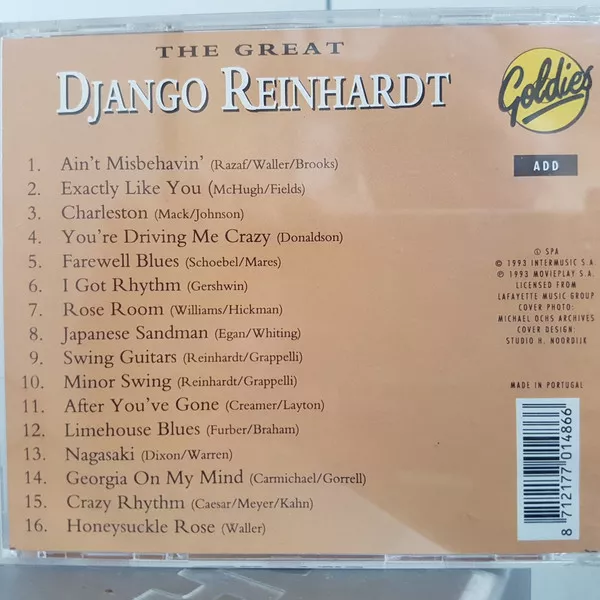 THE GREAT
DJANGO REINHARDT
Goldies
ADD
1. Ain't Misbehavin' (Razaf/Waller/Brooks)
2. Exactly Like You (McHugh/Fields)
3. Charleston (Mack/Johnson)
4. You're Driving Me Crazy (Donaldson)
5. Farewell Blues (Schoebel/Mares)
6. I Got Rhythm (Gershwin)
7. Rose Room (Williams/Hickman)
8. Japanese Sandman (Egan/Whiting)
9. Swing Guitars (Reinhardt/Grappelli)
10. Minor Swing (Reinhardt/Grappelli)
11. After You've Gone (Creamer/Layton)
12. Limehouse Blues (Furber/Braham)
13. Nagasaki (Dixon/Warren)
14. Georgia On My Mind (Carmichael/Gorrell)
15. Crazy Rhythm (Caesar/Meyer/Kahn)
16. Honeysuckle Rose (Waller)
SPA
© 1993 INTERMUSIC S.A.
℗ 1993 MOVIEPLAY S.A.
LICENSED FROM
LAFAYETTE MUSIC GROUP
COVER PHOTO:
MICHAEL OCHS ARCHIVES
COVER DESIGN:
STUDIO H. NOORDIJK
MADE IN PORTUGAL
8 712177 014866